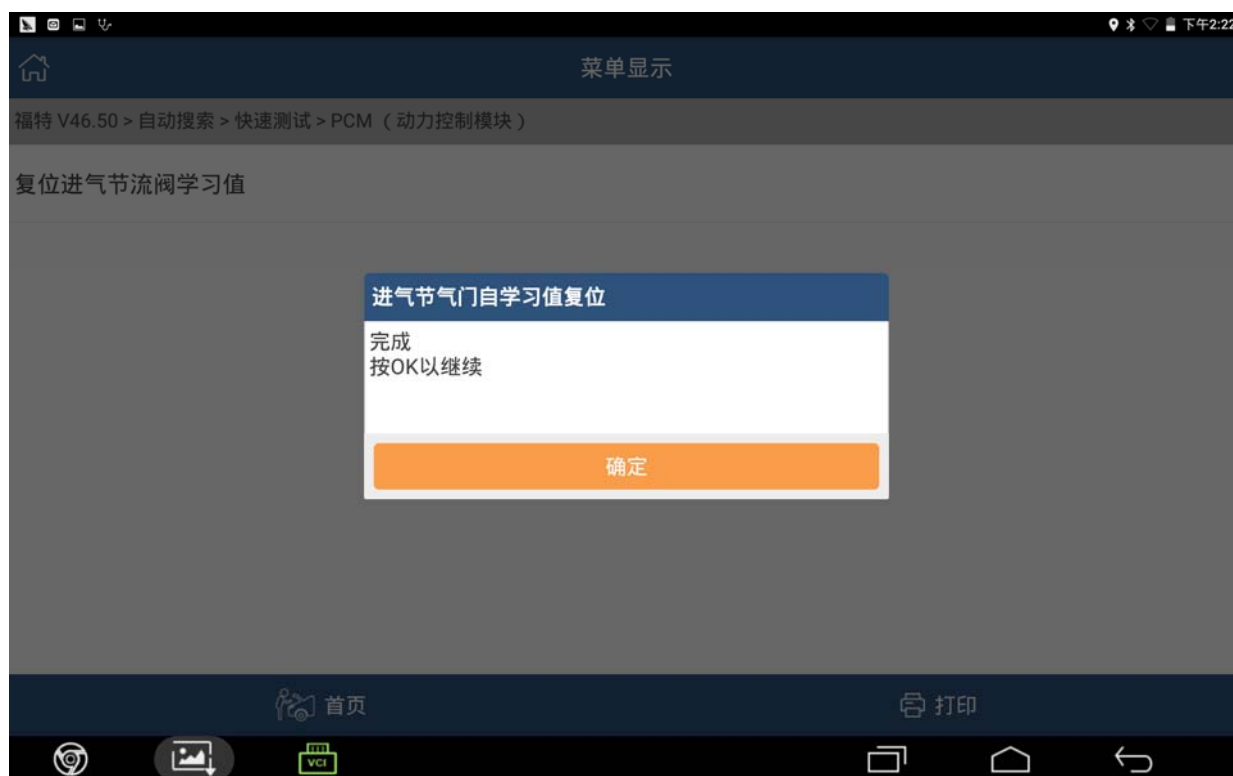 下午2:22
菜单显示
福特 V46.50 > 自动搜索 > 快速测试 > PCM （动力控制模块）
复位进气节流阀学习值
进气节气门自学习值复位
完成
按OK以继续
确定
首页
打印
VCI